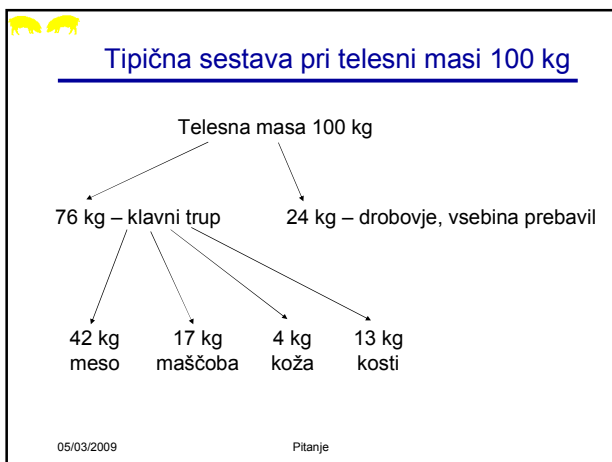 Tipična sestava pri telesni masi 100 kg
Telesna masa 100 kg
76 kg – klavni trup
24 kg – drobovje, vsebina prebavil
42 kg
meso
17 kg
maščoba
4 kg
koža
13 kg
kosti
05/03/2009
Pitanje